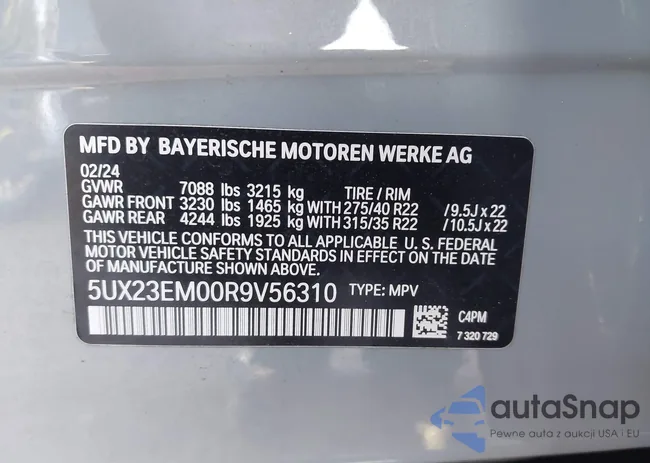 MFD BY BAYERISCHE MOTOREN WERKE AG
02/24
GVWR 7088 lbs 3215 kg TIRE / RIM
GAWR FRONT 3230 lbs 1465 kg WITH 275/40 R22 / 9.5J x 22
GAWR REAR 4244 lbs 1925 kg WITH 315/35 R22 / 10.5J x 22
THIS VEHICLE CONFORMS TO ALL APPLICABLE U. S. FEDERAL
MOTOR VEHICLE SAFETY STANDARDS IN EFFECT ON THE DATE OF
MANUFACTURE SHOWN ABOVE.
5UX23EM00R9V56310 TYPE: MPV
C4PM
7 320 729
autaSnap
Pewne auta z aukcji USA i EU